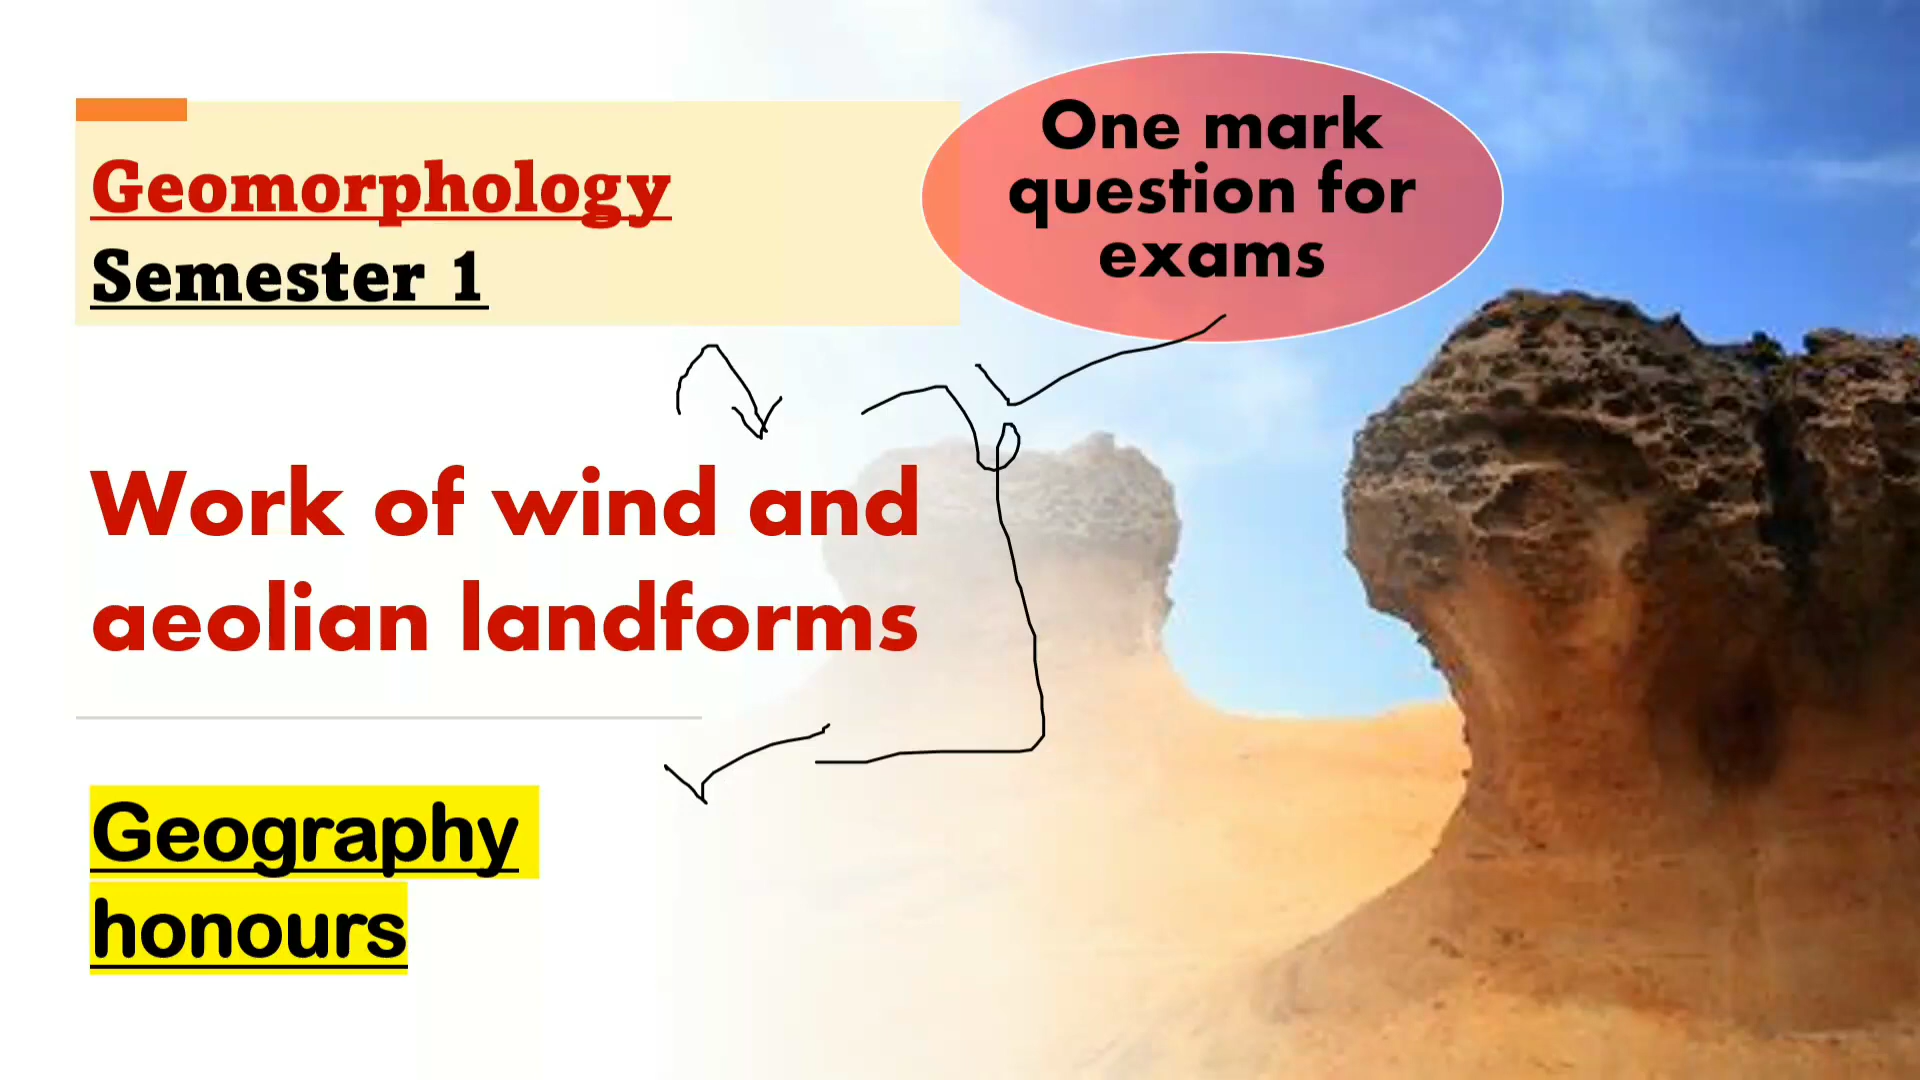 Geomorphology
Semester 1
One mark
question for
exams
Work of wind and
aeolian landforms
Geography
honours